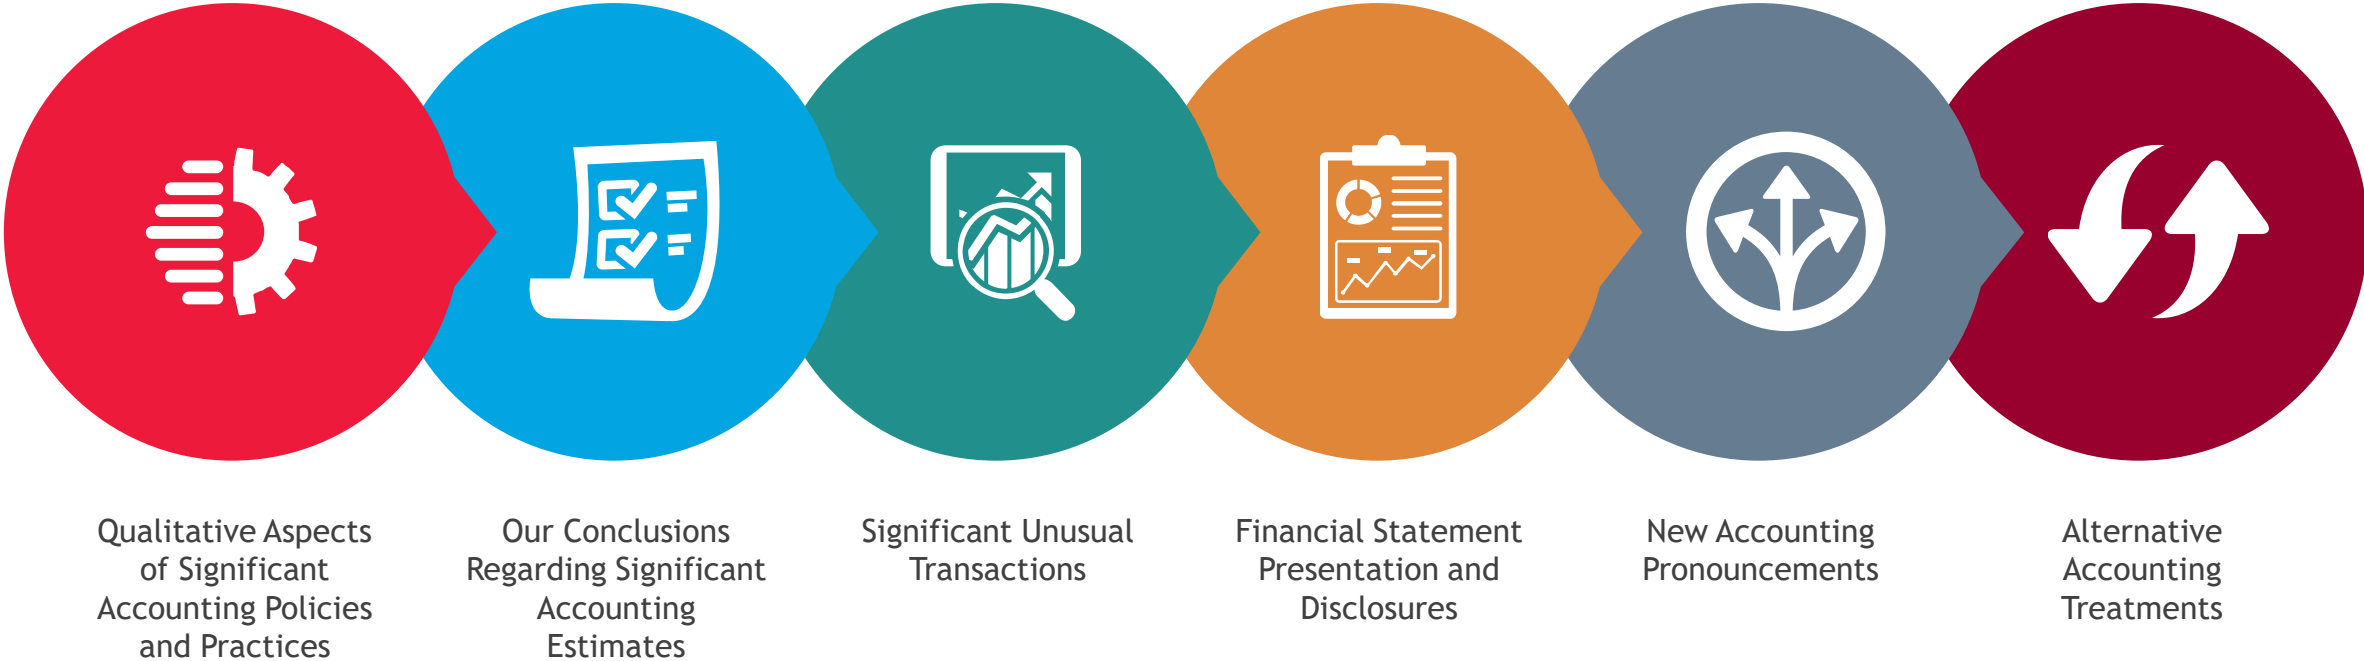 Qualitative Aspects
of Significant
Accounting Policies
and Practices
Our Conclusions
Regarding Significant
Accounting
Estimates
Significant Unusual
Transactions
Financial Statement
Presentation and
Disclosures
New Accounting
Pronouncements
Alternative
Accounting
Treatments